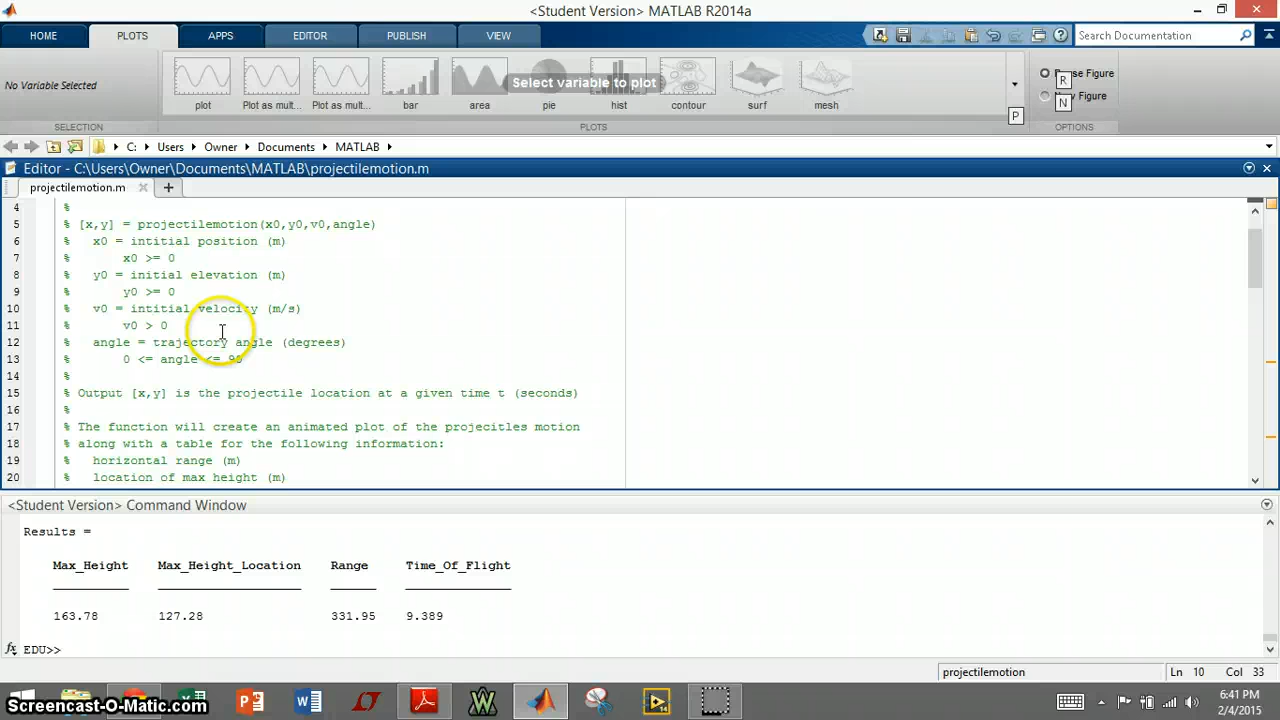 <Student Version> MATLAB R2014a
HOME PLOTS APPS EDITOR PUBLISH VIEW
Search Documentation
No Variable Selected
Select variable to plot
plot Plot as mult... Plot as mult... bar area pie hist contour surf mesh
R
N
P
SELECTION PLOTS OPTIONS
C: Users Owner Documents MATLAB
Editor - C:\Users\Owner\Documents\MATLAB\projectilemotion.m
projectilemotion.m
4 %
5 % [x,y] = projectilemotion(x0,y0,v0,angle)
6 % x0 = intitial position (m)
7 % x0 >= 0
8 % y0 = initial elevation (m)
9 % y0 >= 0
10 % v0 = intitial velocity (m/s)
11 % v0 > 0
12 % angle = trajectory angle (degrees)
13 % 0 <= angle <= 90
14 %
15 % Output [x,y] is the projectile location at a given time t (seconds)
16 %
17 % The function will create an animated plot of the projecitles motion
18 % along with a table for the following information:
19 % horizontal range (m)
20 % location of max height (m)
<Student Version> Command Window
Results =
Max_Height Max_Height_Location Range Time_Of_Flight
163.78 127.28 331.95 9.389
fx EDU>>
projectilemotion Ln 10 Col 33
Screencast-O-Matic.com
6:41 PM
2/4/2015